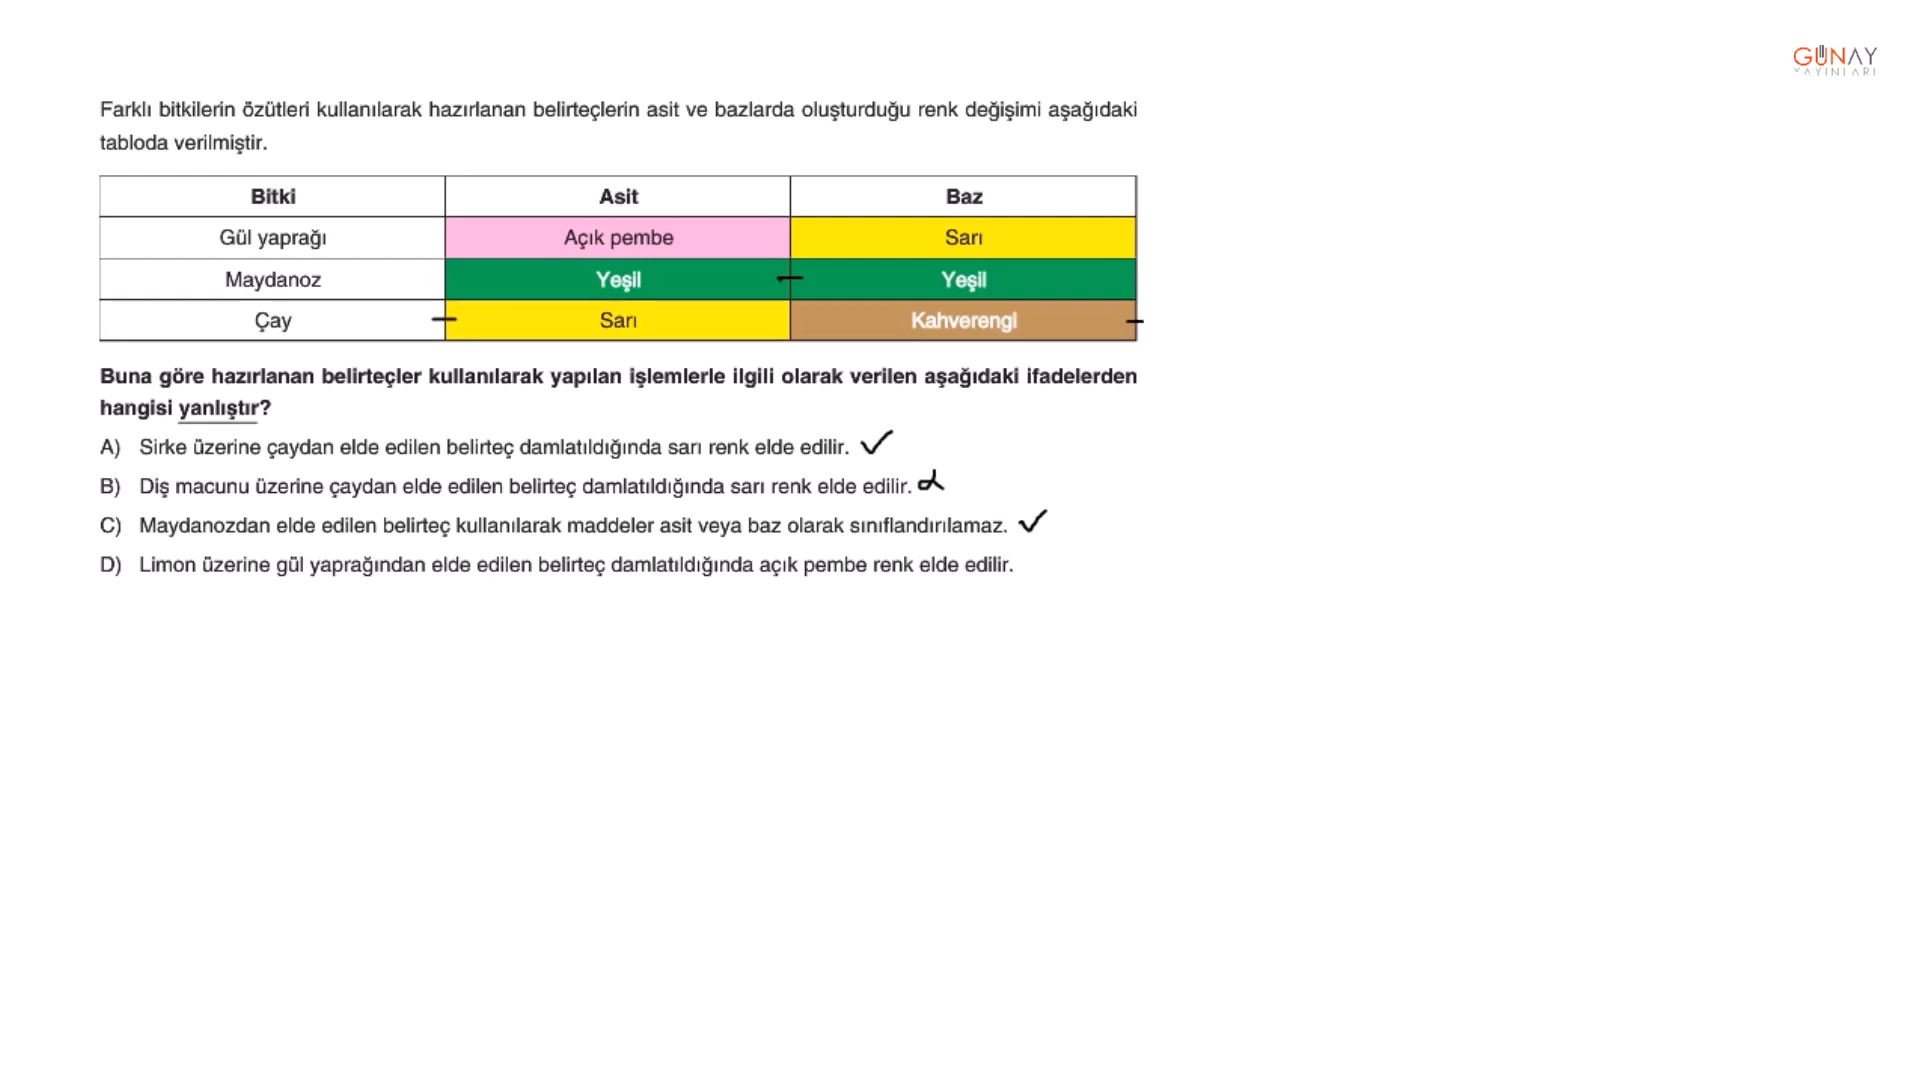 GÜNAY
YAYINLARI
Farklı bitkilerin özütleri kullanılarak hazırlanan belirteçlerin asit ve bazlarda oluşturduğu renk değişimi aşağıdaki
tabloda verilmiştir.
Bitki Asit Baz
Gül yaprağı Açık pembe Sarı
Maydanoz Yeşil Yeşil
Çay Sarı Kahverengi
Buna göre hazırlanan belirteçler kullanılarak yapılan işlemlerle ilgili olarak verilen aşağıdaki ifadelerden
hangisi yanlıştır?
A) Sirke üzerine çaydan elde edilen belirteç damlatıldığında sarı renk elde edilir.
B) Diş macunu üzerine çaydan elde edilen belirteç damlatıldığında sarı renk elde edilir.
C) Maydanozdan elde edilen belirteç kullanılarak maddeler asit veya baz olarak sınıflandırılamaz.
D) Limon üzerine gül yaprağından elde edilen belirteç damlatıldığında açık pembe renk elde edilir.